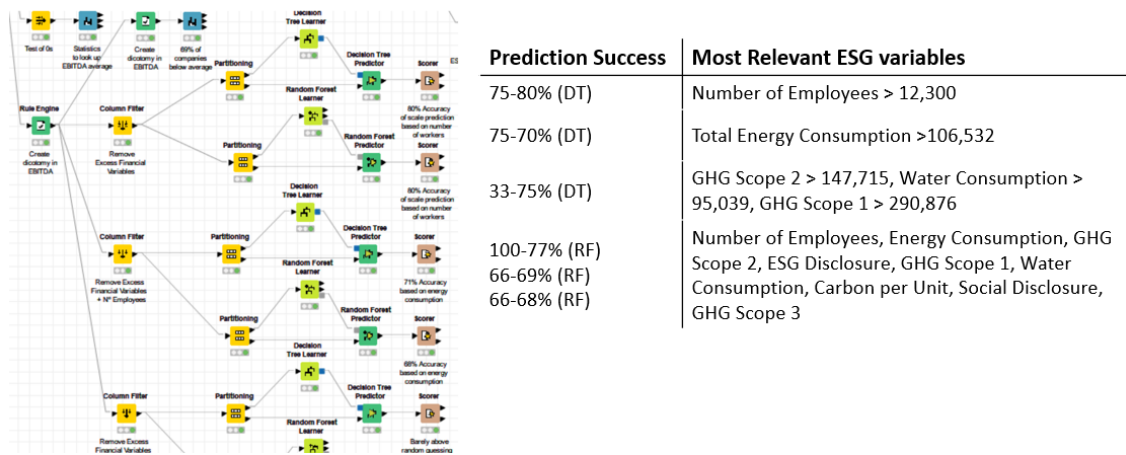 Decision
Tree Learner
Test of 0s
Statistics
to look up
EBITDA average
Create
dicotomy in
EBITDA
69% of
companies
below average
Partitioning
Decision Tree
Predictor
Scorer
ES
Random Forest
Learner
80% Accuracy
of scale prediction
based on number
of workers
Rule Engine
Column Filter
Create
dicotomy in
EBITDA
Remove
Excess Financial
Variables
Partitioning
Random Forest
Predictor
Scorer
80% Accuracy
of scale prediction
based on number
of workers
Decision
Tree Learner
Column Filter
Partitioning
Decision Tree
Predictor
Scorer
Remove Excess
Financial Variables
+ Nº Employees
Random Forest
Learner
71% Accuracy
based on energy
consumption
Partitioning
Random Forest
Predictor
Scorer
68% Accuracy
based on energy
consumption
Decision
Tree Learner
Column Filter
Partitioning
Decision Tree
Predictor
Scorer
Remove Excess
Financial Variables
Random Forest
Learner
Barely above
random guessing
Prediction Success Most Relevant ESG variables
75-80% (DT) Number of Employees > 12,300
75-70% (DT) Total Energy Consumption >106,532
33-75% (DT) GHG Scope 2 > 147,715, Water Consumption >
95,039, GHG Scope 1 > 290,876
100-77% (RF) Number of Employees, Energy Consumption, GHG
66-69% (RF) Scope 2, ESG Disclosure, GHG Scope 1, Water
66-68% (RF) Consumption, Carbon per Unit, Social Disclosure,
GHG Scope 3